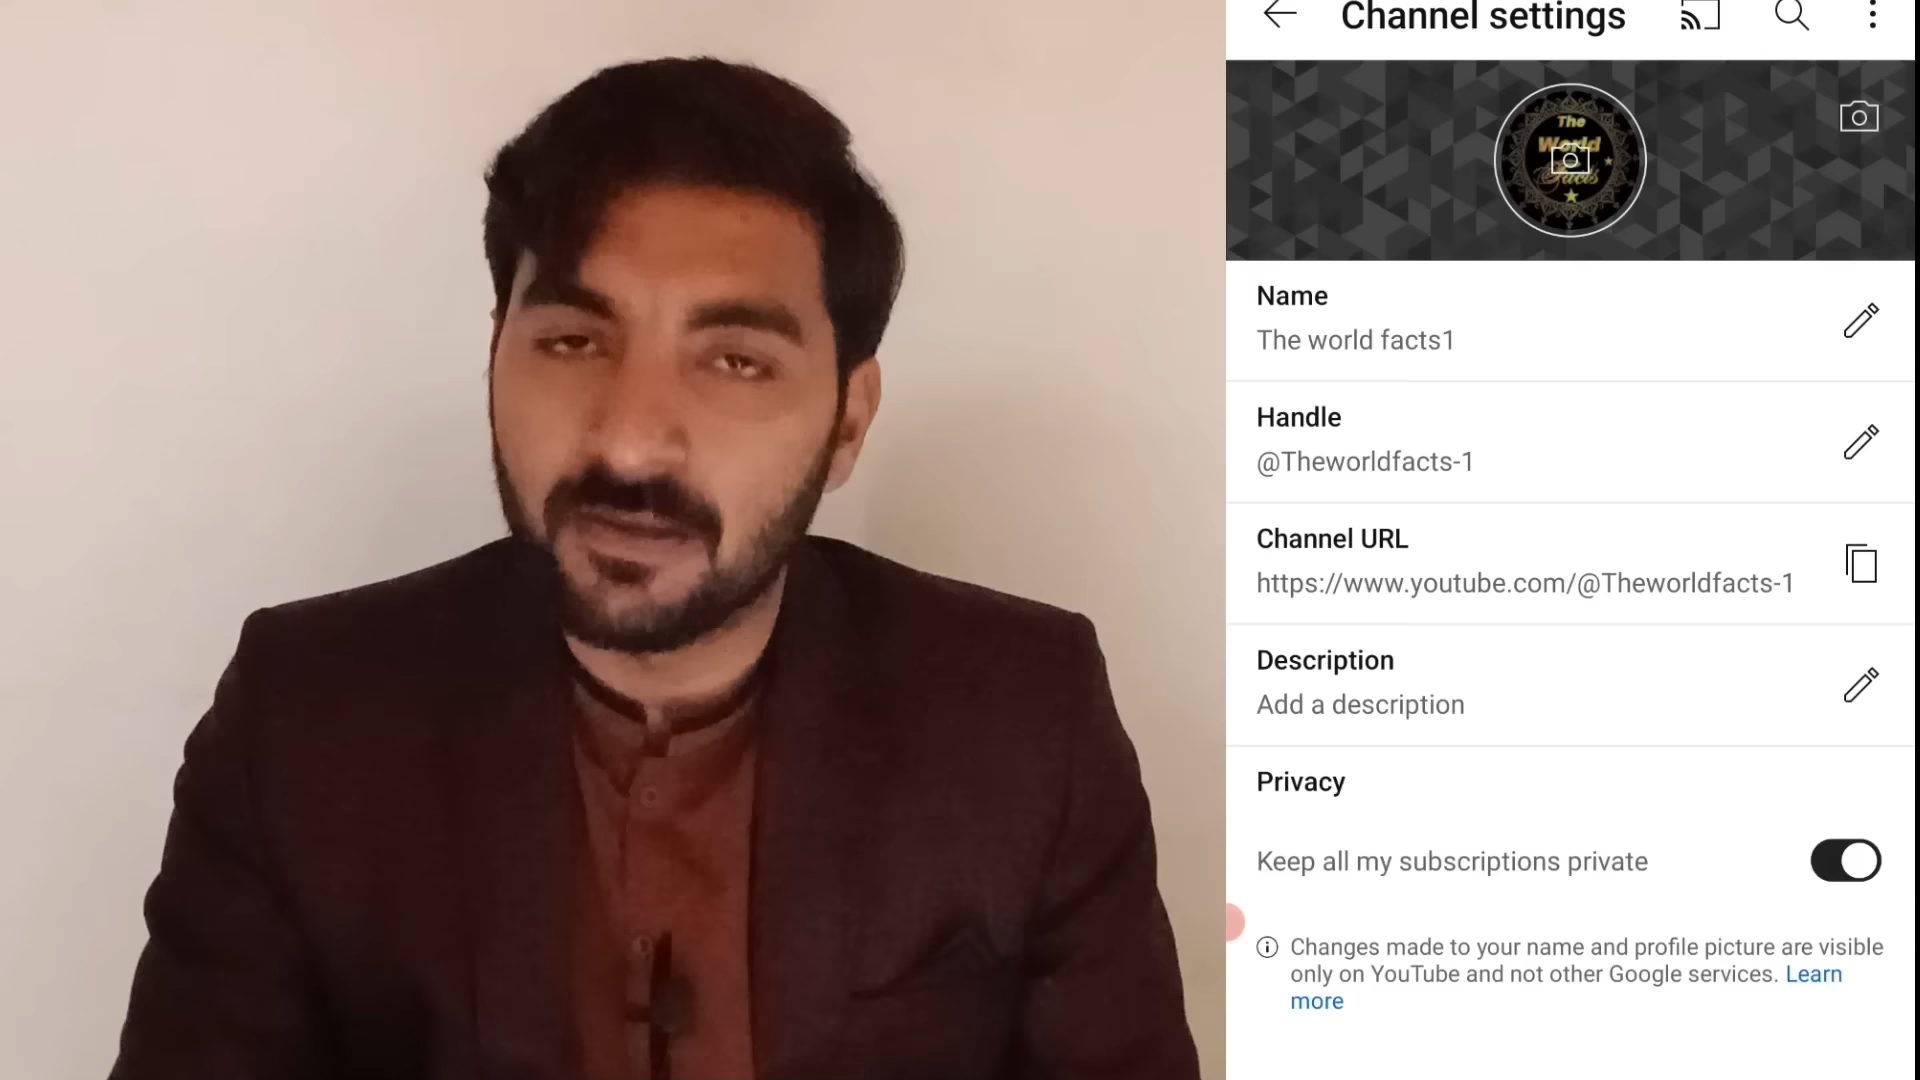 Channel settings
The
World
Facts
Name
The world facts1
Handle
@Theworldfacts-1
Channel URL
https://www.youtube.com/@Theworldfacts-1
Description
Add a description
Privacy
Keep all my subscriptions private
Changes made to your name and profile picture are visible
only on YouTube and not other Google services. Learn
more